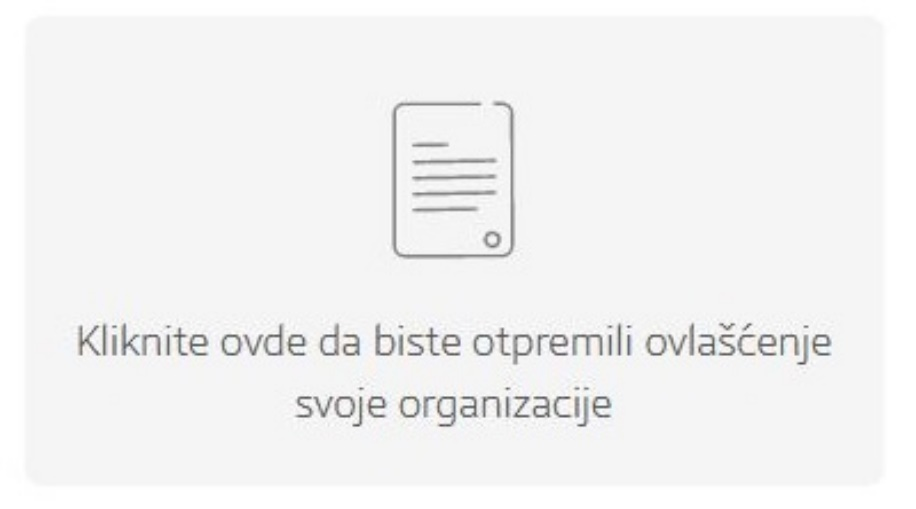 Kliknite ovde da biste otpremili ovlašćenje
svoje organizacije